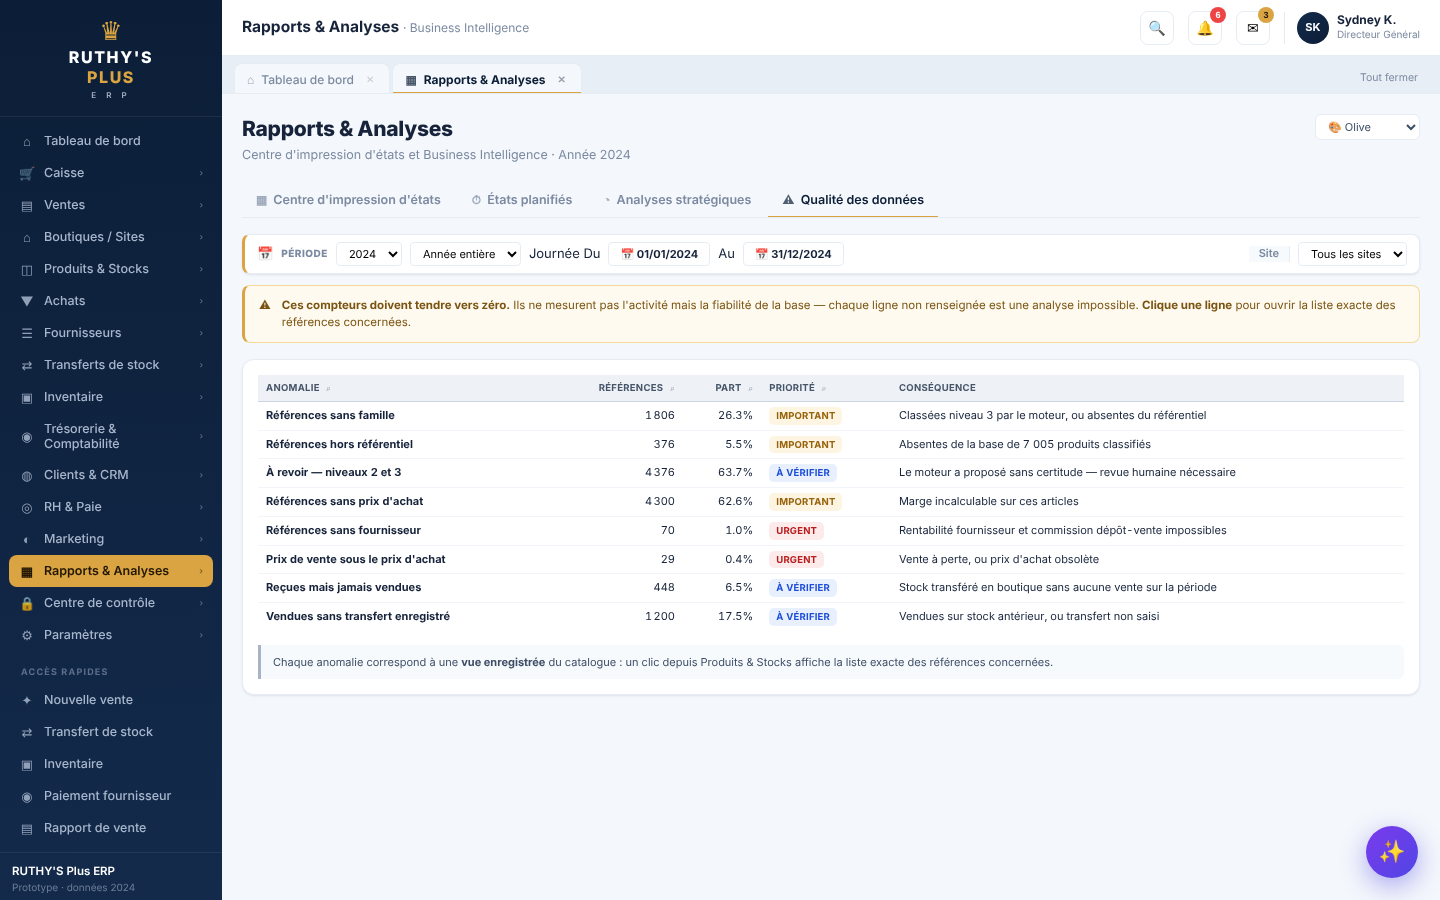 RUTHY'S
PLUS
E R P
Tableau de bord
Caisse
Ventes
Boutiques / Sites
Produits & Stocks
Achats
Fournisseurs
Transferts de stock
Inventaire
Trésorerie &
Comptabilité
Clients & CRM
RH & Paie
Marketing
Rapports & Analyses
Centre de contrôle
Paramètres
ACCÈS RAPIDES
Nouvelle vente
Transfert de stock
Inventaire
Paiement fournisseur
Rapport de vente
RUTHY'S Plus ERP
Prototype · données 2024
Rapports & Analyses · Business Intelligence
6
3
SK
Sydney K.
Directeur Général
Tableau de bord ×
Rapports & Analyses ×
Tout fermer
Rapports & Analyses
Olive
Centre d'impression d'états et Business Intelligence · Année 2024
Centre d'impression d'états
États planifiés
Analyses stratégiques
Qualité des données
PÉRIODE 2024 Année entière Journée Du 01/01/2024 Au 31/12/2024 Site Tous les sites
Ces compteurs doivent tendre vers zéro. Ils ne mesurent pas l'activité mais la fiabilité de la base — chaque ligne non renseignée est une analyse impossible. Clique une ligne pour ouvrir la liste exacte des
références concernées.
ANOMALIE RÉFÉRENCES PART PRIORITÉ CONSÉQUENCE
Références sans famille 1 806 26.3% IMPORTANT Classées niveau 3 par le moteur, ou absentes du référentiel
Références hors référentiel 376 5.5% IMPORTANT Absentes de la base de 7 005 produits classifiés
À revoir — niveaux 2 et 3 4 376 63.7% À VÉRIFIER Le moteur a proposé sans certitude — revue humaine nécessaire
Références sans prix d'achat 4 300 62.6% IMPORTANT Marge incalculable sur ces articles
Références sans fournisseur 70 1.0% URGENT Rentabilité fournisseur et commission dépôt-vente impossibles
Prix de vente sous le prix d'achat 29 0.4% URGENT Vente à perte, ou prix d'achat obsolète
Reçues mais jamais vendues 448 6.5% À VÉRIFIER Stock transféré en boutique sans aucune vente sur la période
Vendues sans transfert enregistré 1 200 17.5% À VÉRIFIER Vendues sur stock antérieur, ou transfert non saisi
Chaque anomalie correspond à une vue enregistrée du catalogue : un clic depuis Produits & Stocks affiche la liste exacte des références concernées.